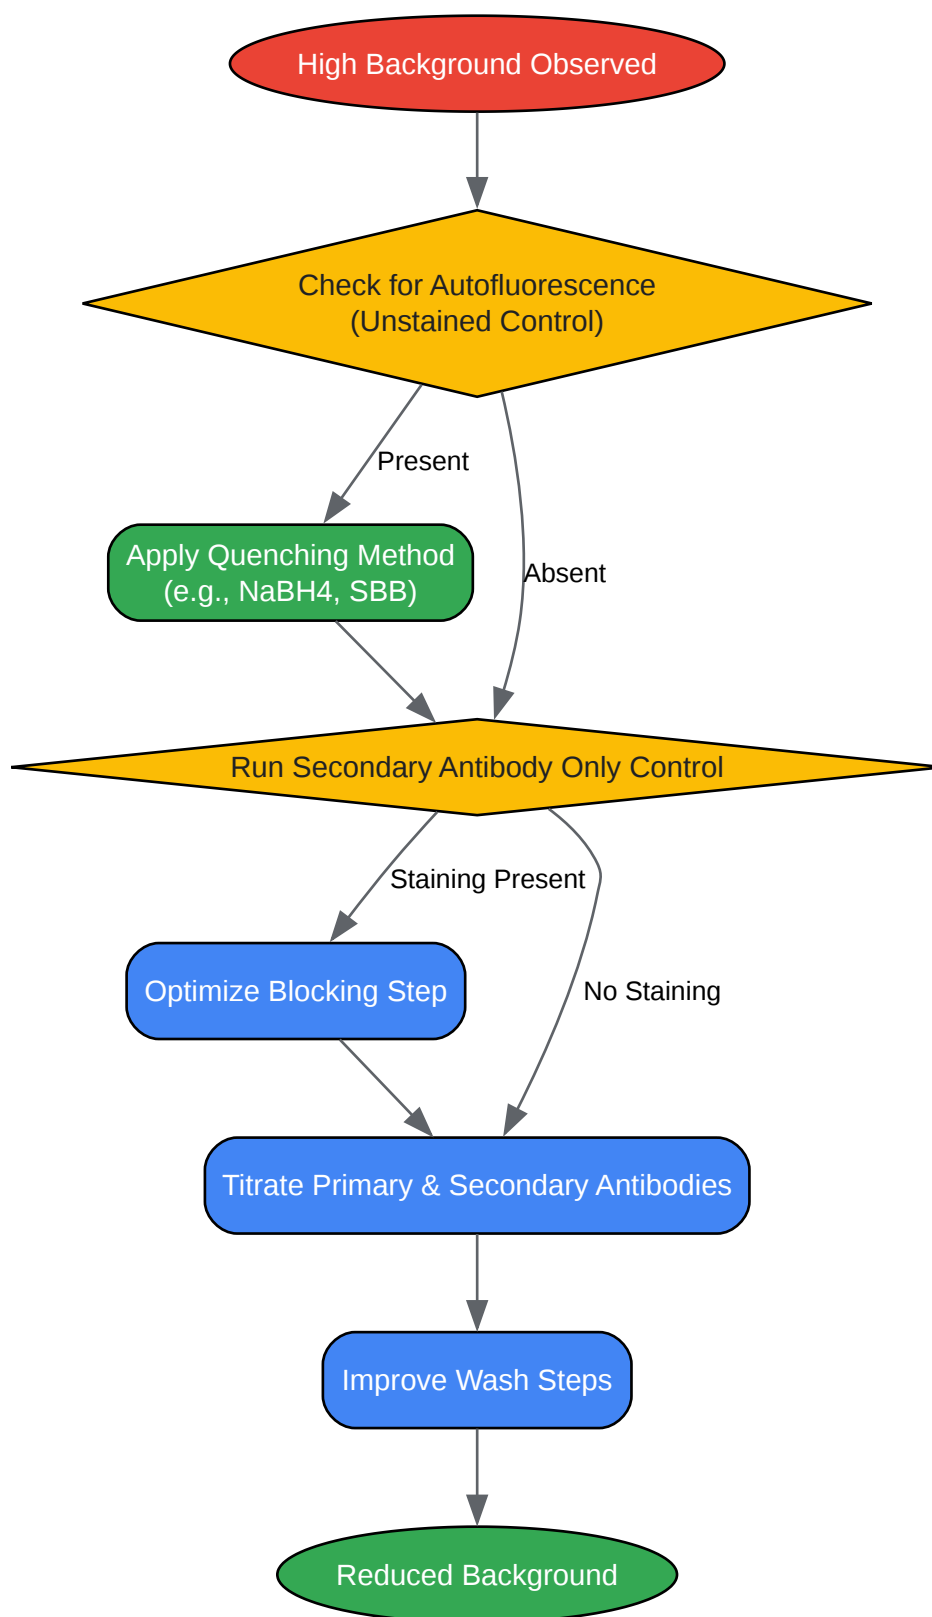 High Background Observed
Check for Autofluorescence
(Unstained Control)
Present
Apply Quenching Method
(e.g., NaBH4, SBB)
Absent
Run Secondary Antibody Only Control
Staining Present
Optimize Blocking Step
No Staining
Titrate Primary & Secondary Antibodies
Improve Wash Steps
Reduced Background